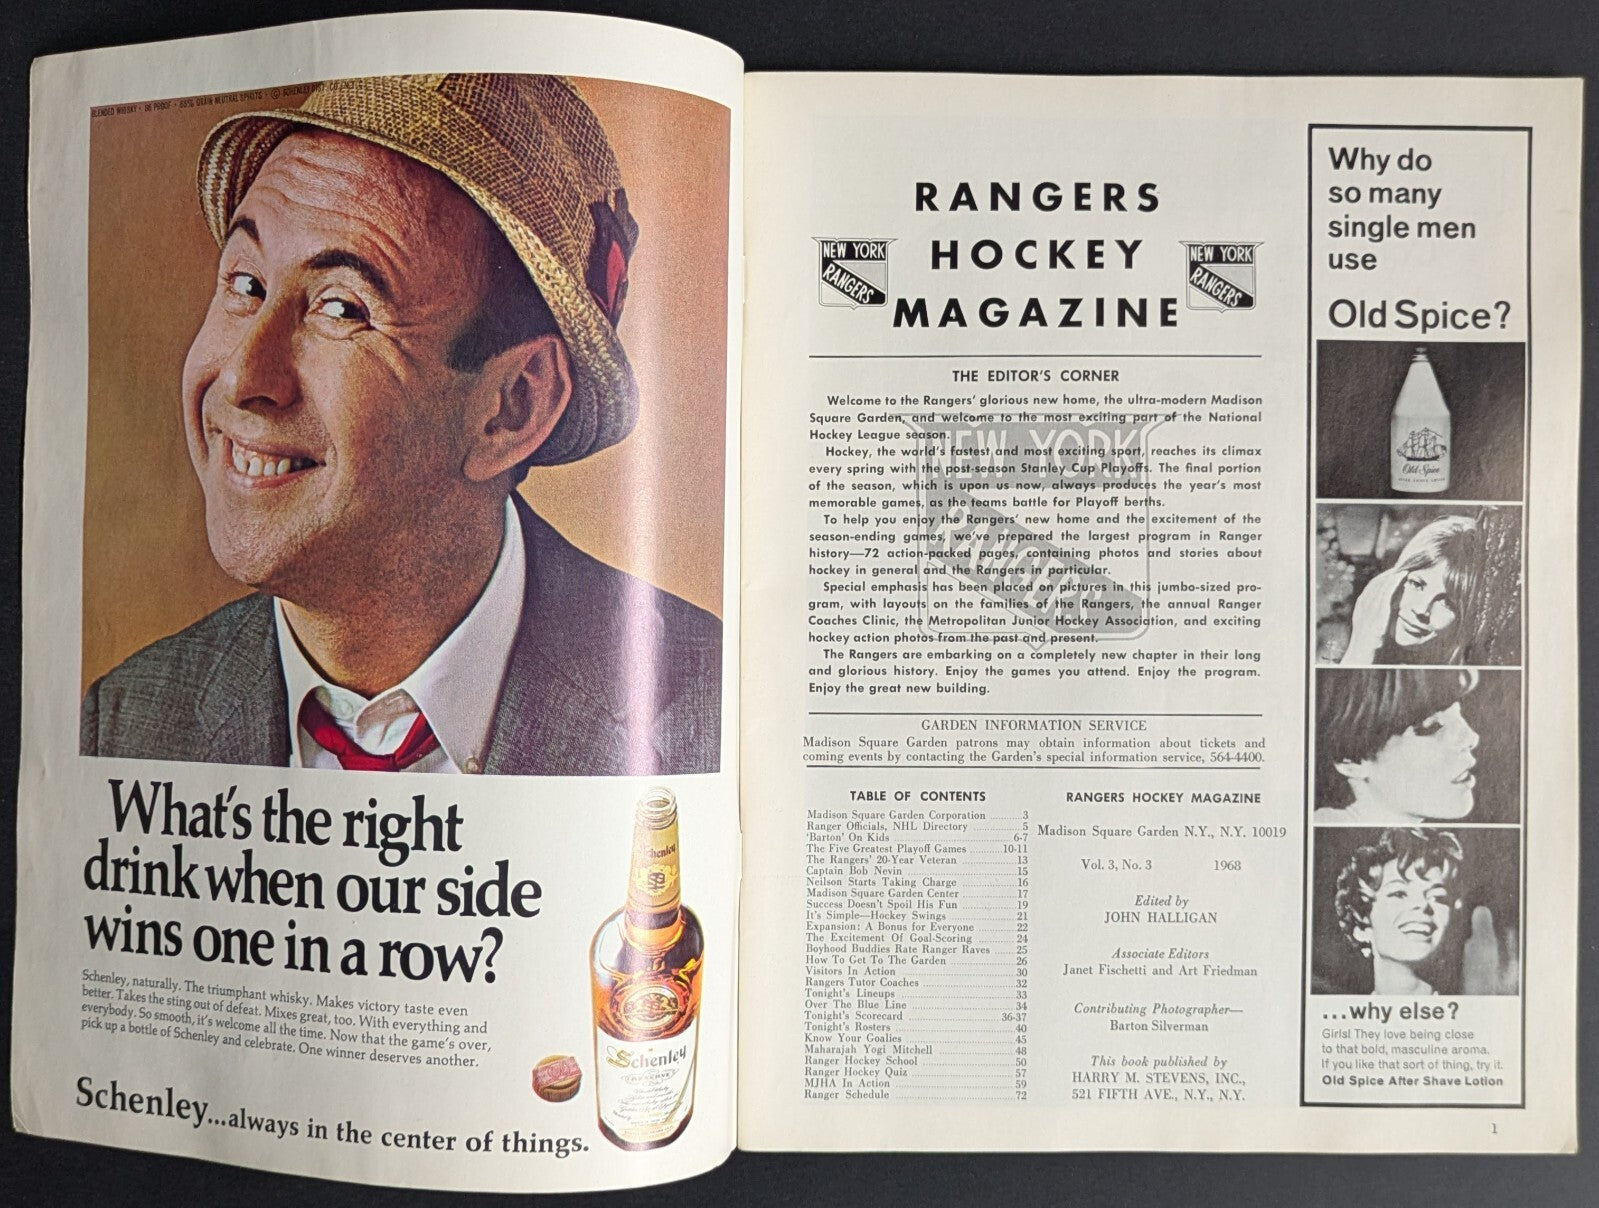 BLENDED WHISKY • 86 PROOF • 65% GRAIN NEUTRAL SPIRITS • © SCHENLEY DIST. CO.
What's the right
drink when our side
wins one in a row?
Schenley, naturally. The triumphant whisky. Makes victory taste even
better. Takes the sting out of defeat. Mixes great, too. With everything and
everybody. So smooth, it's welcome all the time. Now that the game's over,
pick up a bottle of Schenley and celebrate. One winner deserves another.
Schenley...always in the center of things.
Schenley
Schenley
RESERVE
RANGERS
HOCKEY
MAGAZINE
NEW YORK
RANGERS
NEW YORK
RANGERS
THE EDITOR'S CORNER
Welcome to the Rangers' glorious new home, the ultra-modern Madison
Square Garden, and welcome to the most exciting part of the National
Hockey League season.
Hockey, the world's fastest and most exciting sport, reaches its climax
every spring with the post-season Stanley Cup Playoffs. The final portion
of the season, which is upon us now, always produces the year's most
memorable games, as the teams battle for Playoff berths.
To help you enjoy the Rangers' new home and the excitement of the
season-ending games, we've prepared the largest program in Ranger
history—72 action-packed pages, containing photos and stories about
hockey in general and the Rangers in particular.
Special emphasis has been placed on pictures in this jumbo-sized pro-
gram, with layouts on the families of the Rangers, the annual Ranger
Coaches Clinic, the Metropolitan Junior Hockey Association, and exciting
hockey action photos from the past and present.
The Rangers are embarking on a completely new chapter in their long
and glorious history. Enjoy the games you attend. Enjoy the program.
Enjoy the great new building.
NEW YORK
RANGERS
GARDEN INFORMATION SERVICE
Madison Square Garden patrons may obtain information about tickets and
coming events by contacting the Garden's special information service, 564-4400.
TABLE OF CONTENTS
Madison Square Garden Corporation 3
Ranger Officials, NHL Directory 5
'Barton' On Kids 6-7
The Five Greatest Playoff Games 10-11
The Rangers' 20-Year Veteran 13
Captain Bob Nevin 15
Neilson Starts Taking Charge 16
Madison Square Garden Center 17
Success Doesn't Spoil His Fun 19
It's Simple—Hockey Swings 21
Expansion: A Bonus for Everyone 22
The Excitement Of Goal-Scoring 24
Boyhood Buddies Rate Ranger Raves 25
How To Get To The Garden 26
Visitors In Action 30
Rangers Tutor Coaches 32
Tonight's Lineups 33
Over The Blue Line 34
Tonight's Scorecard 36-37
Tonight's Rosters 40
Know Your Goalies 45
Maharajah Yogi Mitchell 48
Ranger Hockey School 50
Ranger Hockey Quiz 57
MJHA In Action 59
Ranger Schedule 72
RANGERS HOCKEY MAGAZINE
Madison Square Garden N.Y., N.Y. 10019
Vol. 3, No. 3 1968
Edited by
JOHN HALLIGAN
Associate Editors
Janet Fischetti and Art Friedman
Contributing Photographer—
Barton Silverman
This book published by
HARRY M. STEVENS, INC.,
521 FIFTH AVE., N.Y., N.Y.
Why do
so many
single men
use
Old Spice?
Old Spice
AFTER SHAVE LOTION
...why else?
Girls! They love being close
to that bold, masculine aroma.
If you like that sort of thing, try it.
Old Spice After Shave Lotion
1